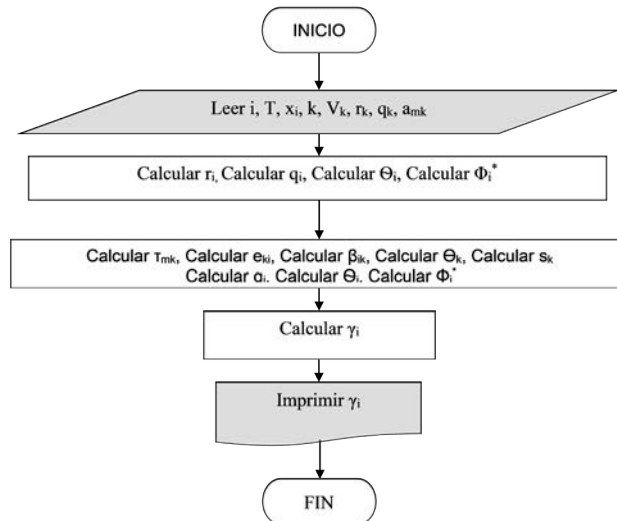 INICIO
Leer i, T, xᵢ, k, Vₖ, rₖ, qₖ, aₘₖ
Calcular rᵢ, Calcular qᵢ, Calcular Θᵢ, Calcular Φᵢ*
Calcular τₘₖ, Calcular eₖᵢ, Calcular βᵢₖ, Calcular Θₖ, Calcular sₖ
Calcular αᵢ. Calcular Θᵢ. Calcular Φᵢ*
Calcular γᵢ
Imprimir γᵢ
FIN